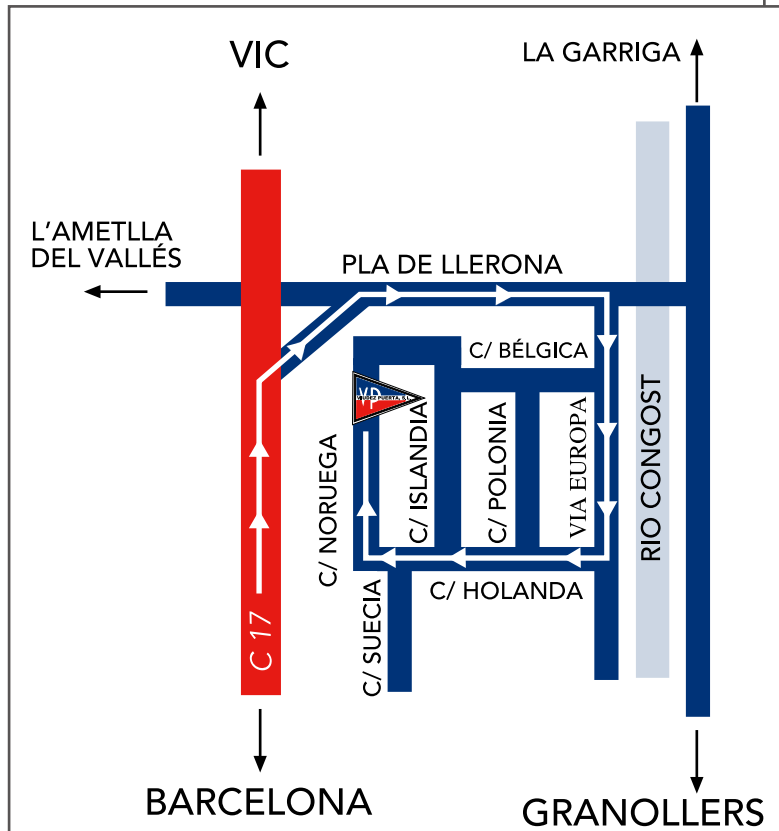 VIC
LA GARRIGA
L'AMETLLA
DEL VALLÉS
PLA DE LLERONA
C/ BÉLGICA
VP
C/ NORUEGA
C/ ISLANDIA
C/ POLONIA
VIA EUROPA
RIO CONGOST
C/ HOLANDA
C/ SUECIA
C 17
BARCELONA
GRANOLLERS